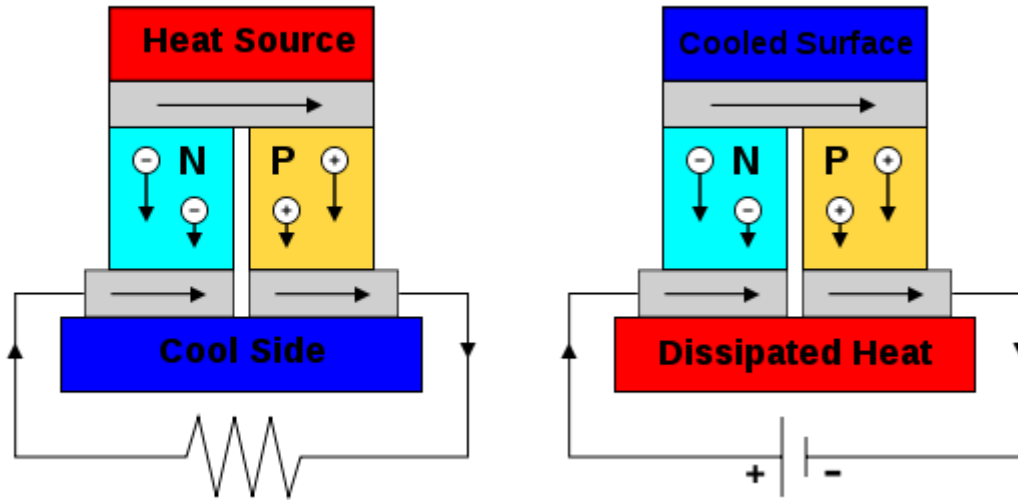 Heat Source
N P
- + - +
Cool Side
Cooled Surface
N P
- + - +
Dissipated Heat
+ -